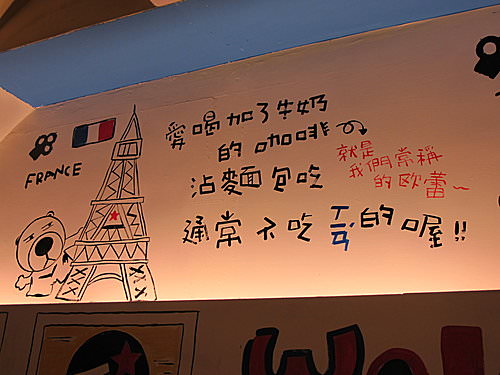 FRANCE
愛喝加了牛奶
的咖啡
就是
我們常稱
的歐蕾~
沾麵包吃
通常不吃 的喔!!
Wel